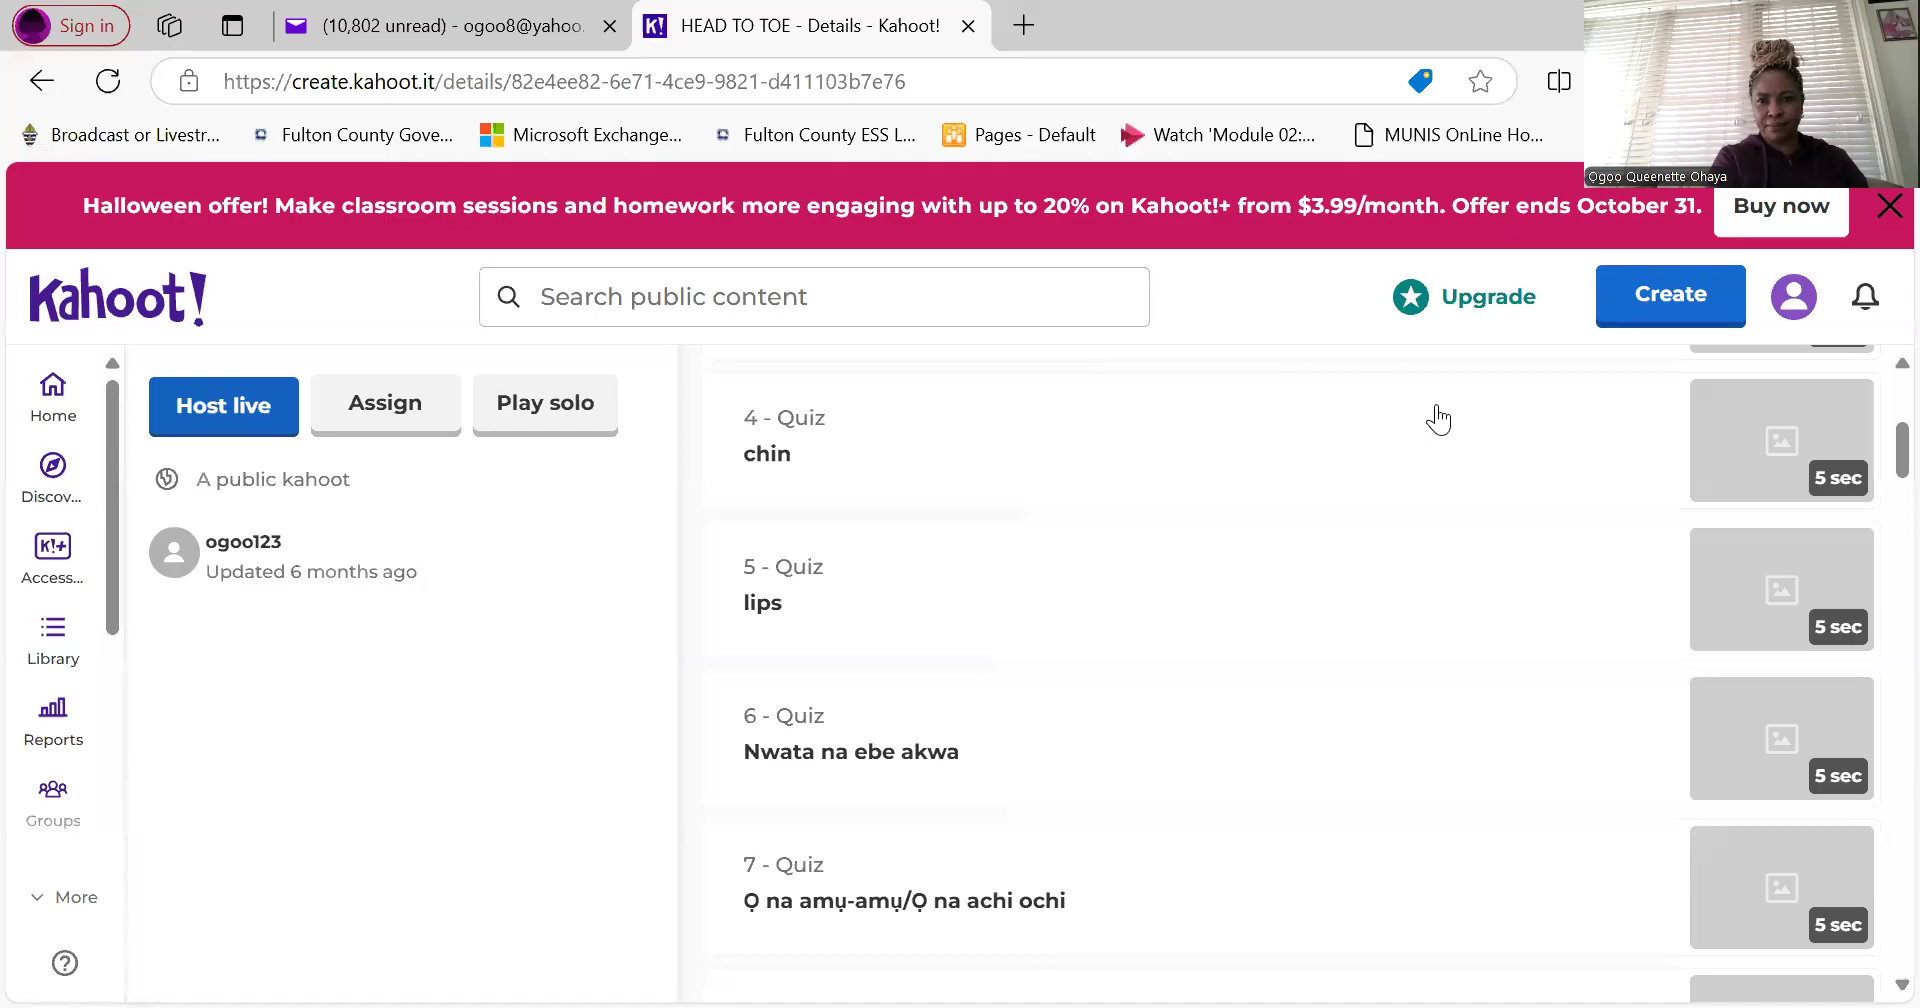 Sign in
(10,802 unread) - ogoo8@yahoo.
HEAD TO TOE - Details - Kahoot!
https://create.kahoot.it/details/82e4ee82-6e71-4ce9-9821-d411103b7e76
Broadcast or Livestr...
Fulton County Gove...
Microsoft Exchange...
Fulton County ESS L...
Pages - Default
Watch 'Module 02:...
MUNIS OnLine Ho...
Ogoo Queenette Ohaya
Halloween offer! Make classroom sessions and homework more engaging with up to 20% on Kahoot!+ from $3.99/month. Offer ends October 31.
Buy now
Kahoot!
Search public content
Upgrade
Create
Home
Discov...
K!+
Access...
Library
Reports
Groups
More
Host live
Assign
Play solo
A public kahoot
ogoo123
Updated 6 months ago
4 - Quiz
chin
5 sec
5 - Quiz
lips
5 sec
6 - Quiz
Nwata na ebe akwa
5 sec
7 - Quiz
Ọ na amụ-amụ/Ọ na achi ochi
5 sec